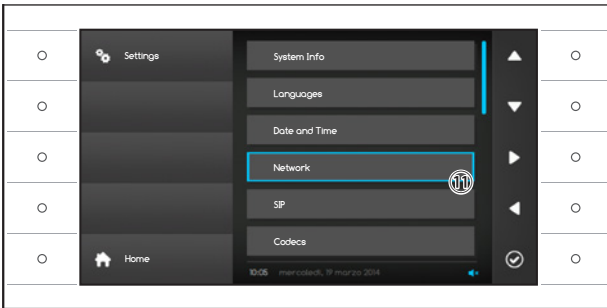 Settings
System Info
Languages
Date and Time
Network
11
SIP
Codecs
Home
10:05 mercoledì, 19 marzo 2014